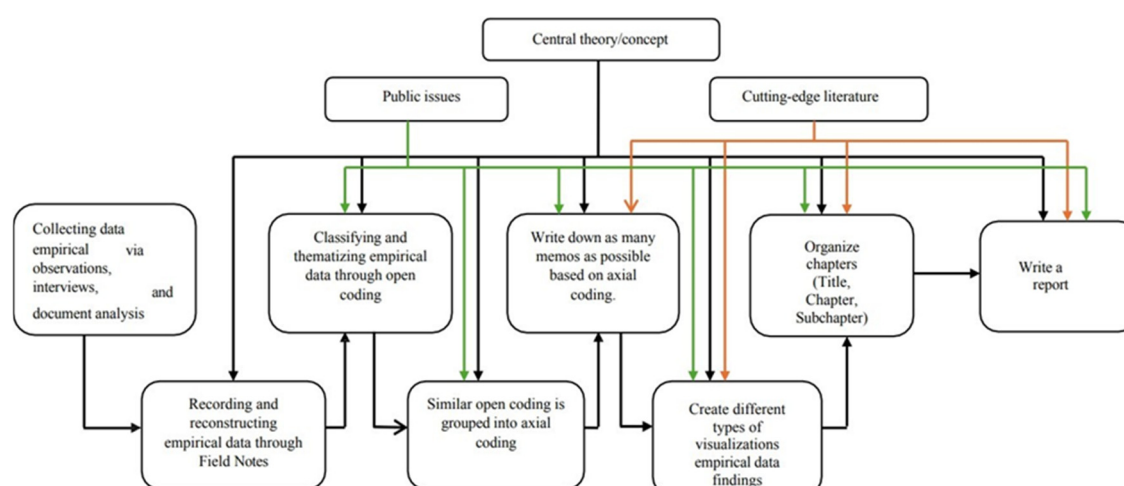 Central theory/concept
Public issues
Cutting-edge literature
Collecting data
empirical via
observations,
interviews, and
document analysis
Recording and
reconstructing
empirical data through
Field Notes
Classifying and
thematizing empirical
data through open
coding
Similar open coding is
grouped into axial
coding
Write down as many
memos as possible
based on axial
coding.
Create different
types of
visualizations
empirical data
findings
Organize
chapters
(Title,
Chapter,
Subchapter)
Write a
report